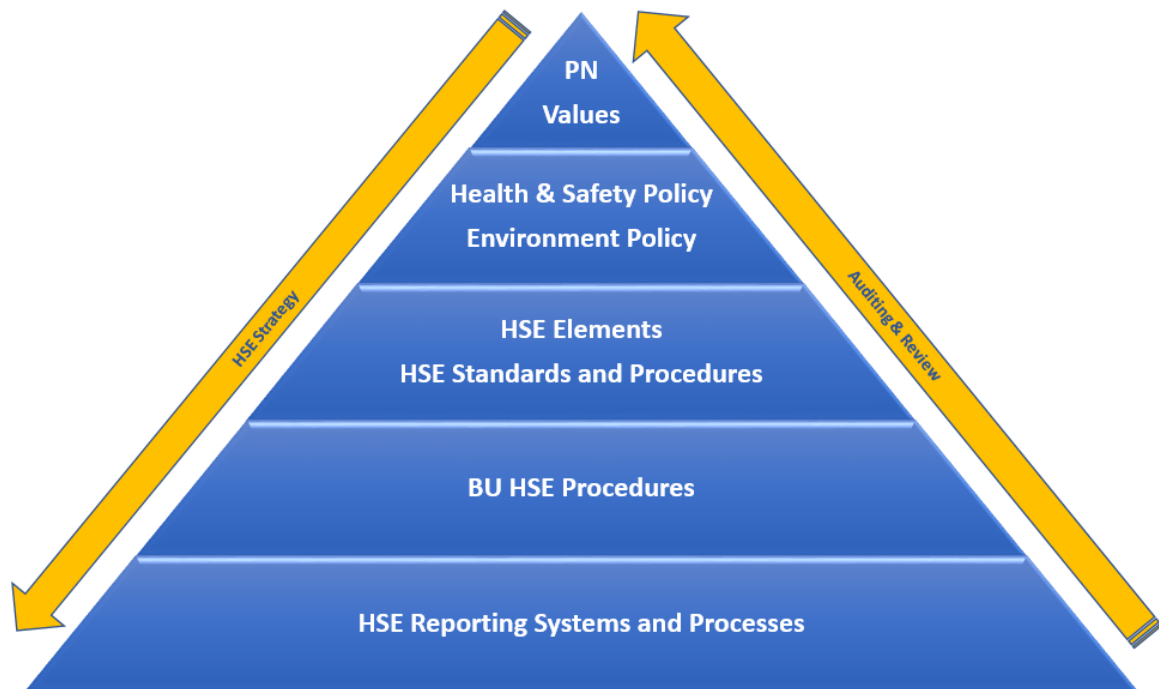 PN
Values
Health & Safety Policy
Environment Policy
HSE Strategy
Auditing & Review
HSE Elements
HSE Standards and Procedures
BU HSE Procedures
HSE Reporting Systems and Processes